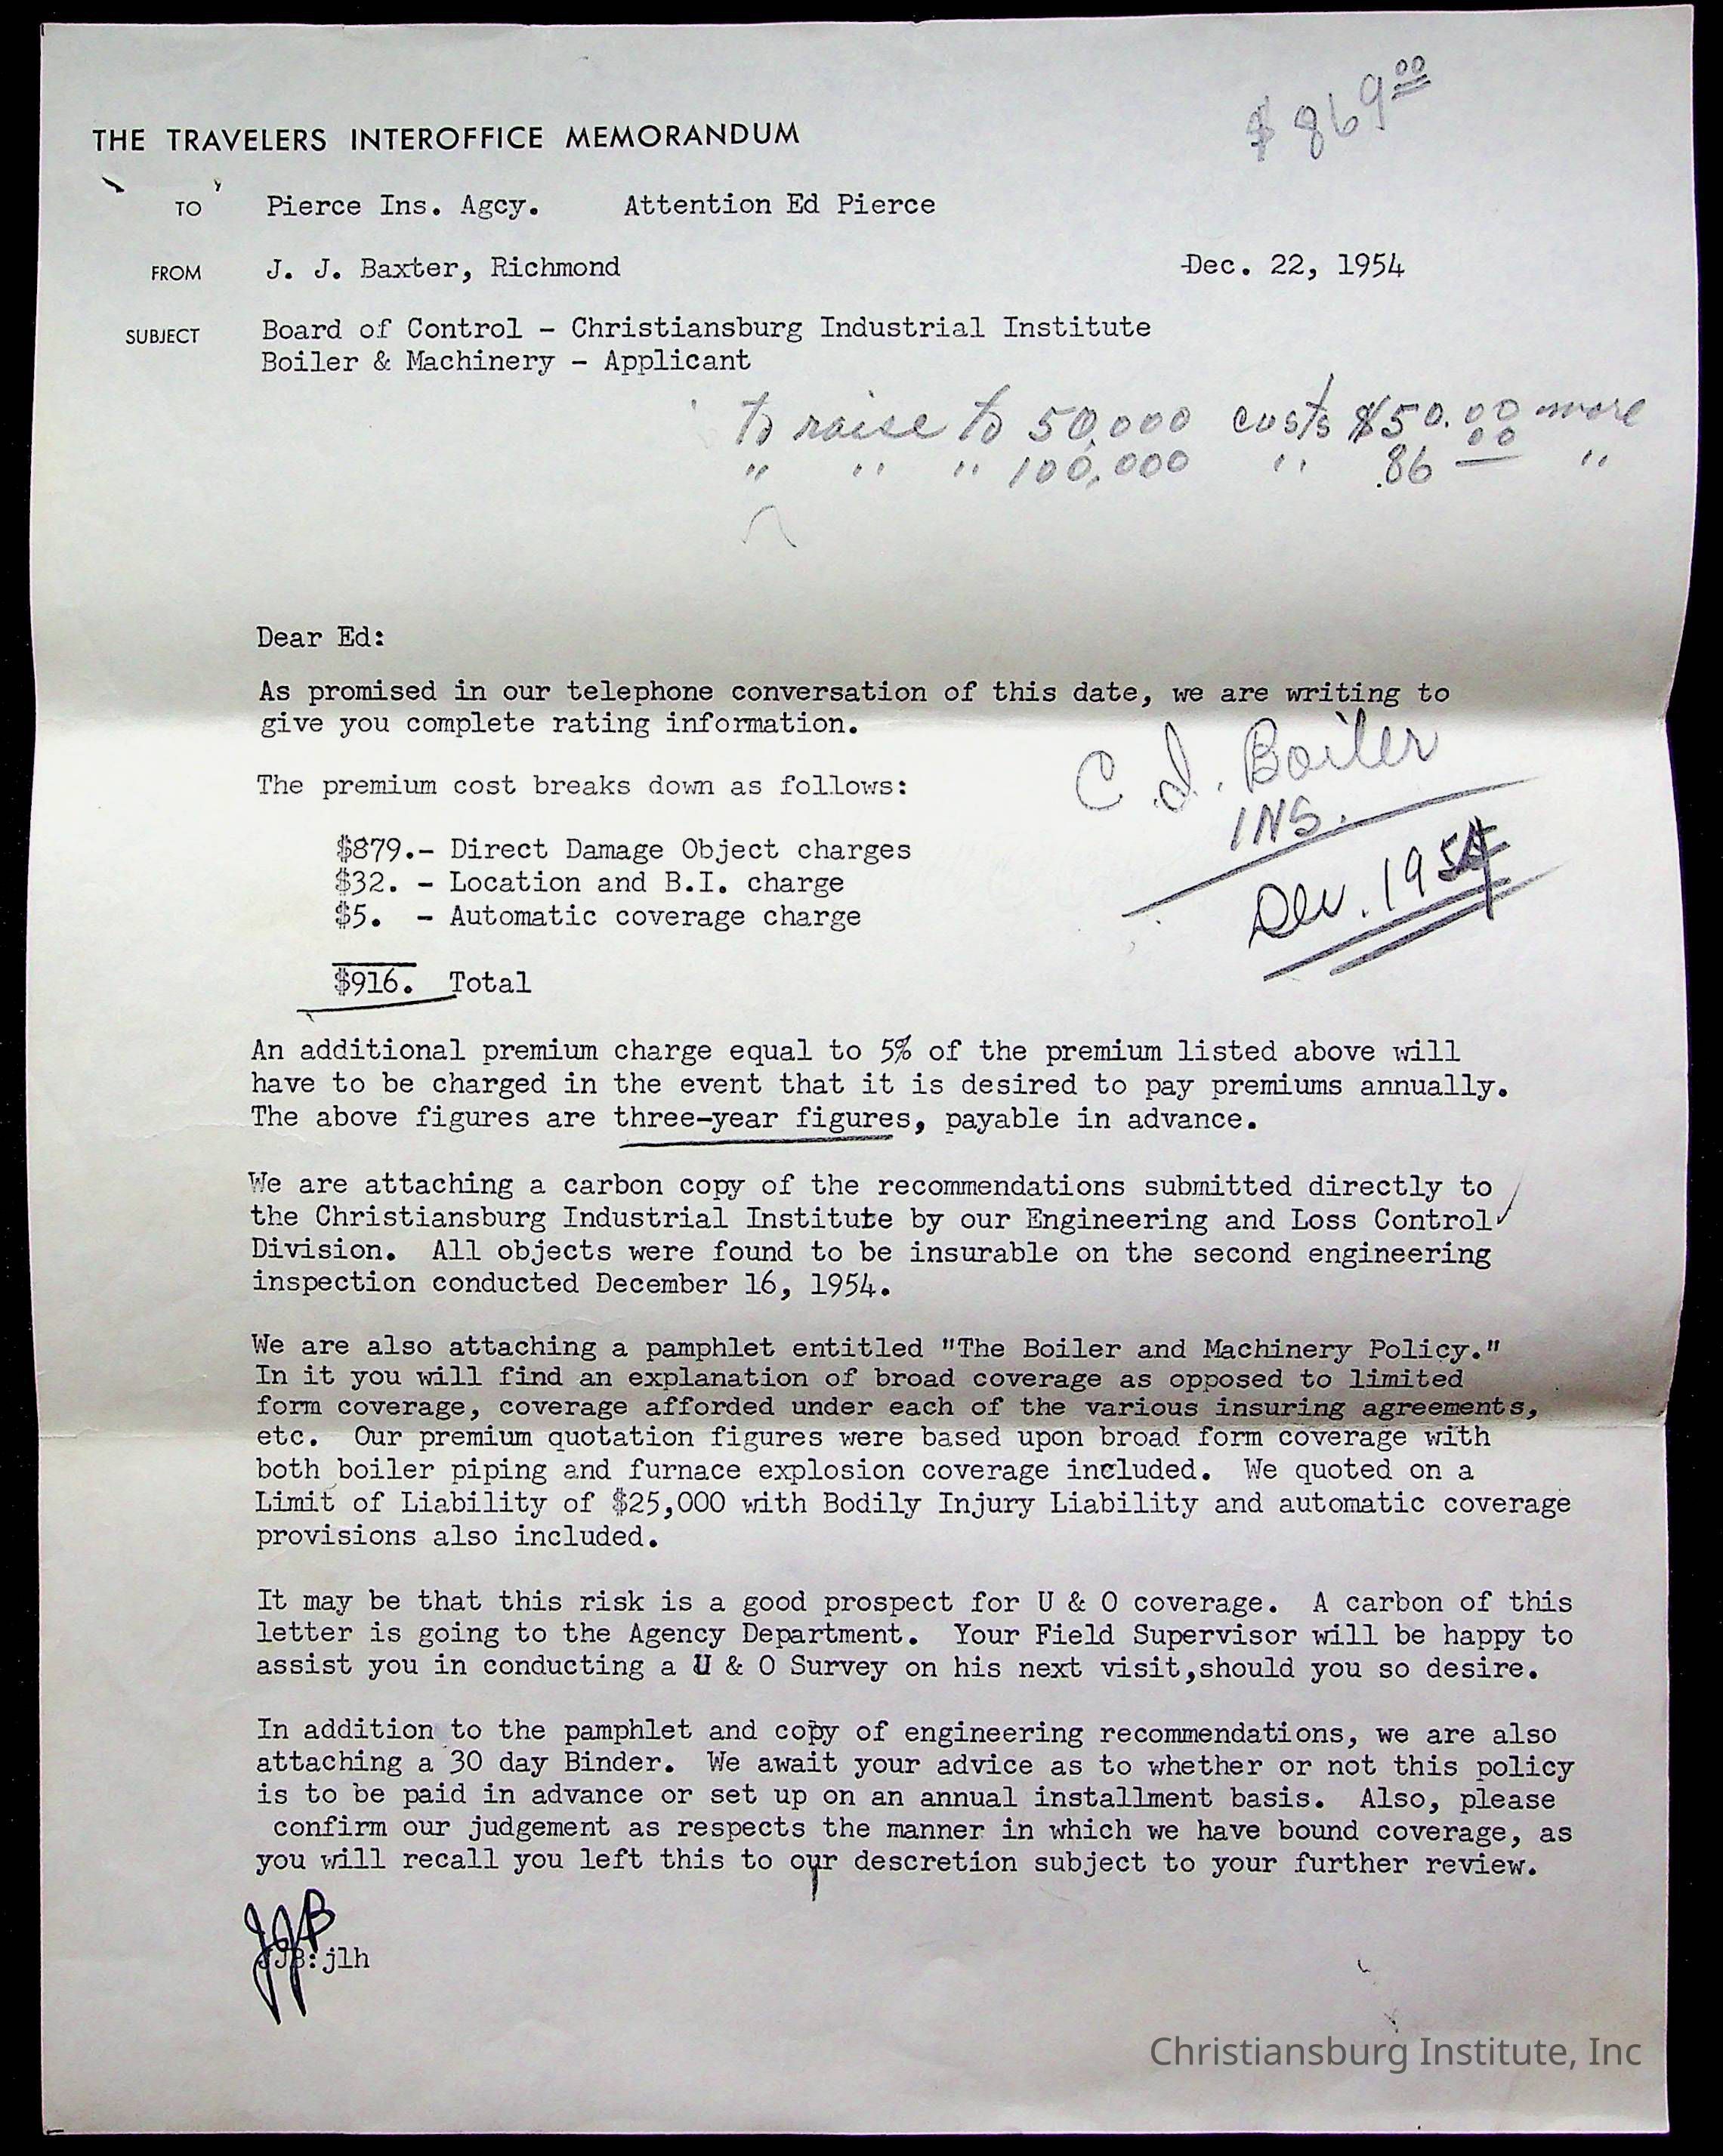 $ 869 00
THE TRAVELERS INTEROFFICE MEMORANDUM
TO Pierce Ins. Agcy. Attention Ed Pierce
FROM J. J. Baxter, Richmond Dec. 22, 1954
SUBJECT Board of Control - Christiansburg Industrial Institute
Boiler & Machinery - Applicant
To raise to 50,000 costs $50.00 more
" " " 100,000 " 86 00 "
Dear Ed:
As promised in our telephone conversation of this date, we are writing to
give you complete rating information.
C.I. Boiler
INS.
Dec. 1954
The premium cost breaks down as follows:
$879.- Direct Damage Object charges
$32. - Location and B.I. charge
$5. - Automatic coverage charge
$916. Total
An additional premium charge equal to 5% of the premium listed above will
have to be charged in the event that it is desired to pay premiums annually.
The above figures are three-year figures, payable in advance.
We are attaching a carbon copy of the recommendations submitted directly to
the Christiansburg Industrial Institute by our Engineering and Loss Control
Division. All objects were found to be insurable on the second engineering
inspection conducted December 16, 1954.
We are also attaching a pamphlet entitled "The Boiler and Machinery Policy."
In it you will find an explanation of broad coverage as opposed to limited
form coverage, coverage afforded under each of the various insuring agreements,
etc. Our premium quotation figures were based upon broad form coverage with
both boiler piping and furnace explosion coverage included. We quoted on a
Limit of Liability of $25,000 with Bodily Injury Liability and automatic coverage
provisions also included.
It may be that this risk is a good prospect for U & O coverage. A carbon of this
letter is going to the Agency Department. Your Field Supervisor will be happy to
assist you in conducting a U & O Survey on his next visit,should you so desire.
In addition to the pamphlet and copy of engineering recommendations, we are also
attaching a 30 day Binder. We await your advice as to whether or not this policy
is to be paid in advance or set up on an annual installment basis. Also, please
confirm our judgement as respects the manner in which we have bound coverage, as
you will recall you left this to our descretion subject to your further review.
JJB
JJB:jlh
Christiansburg Institute, Inc